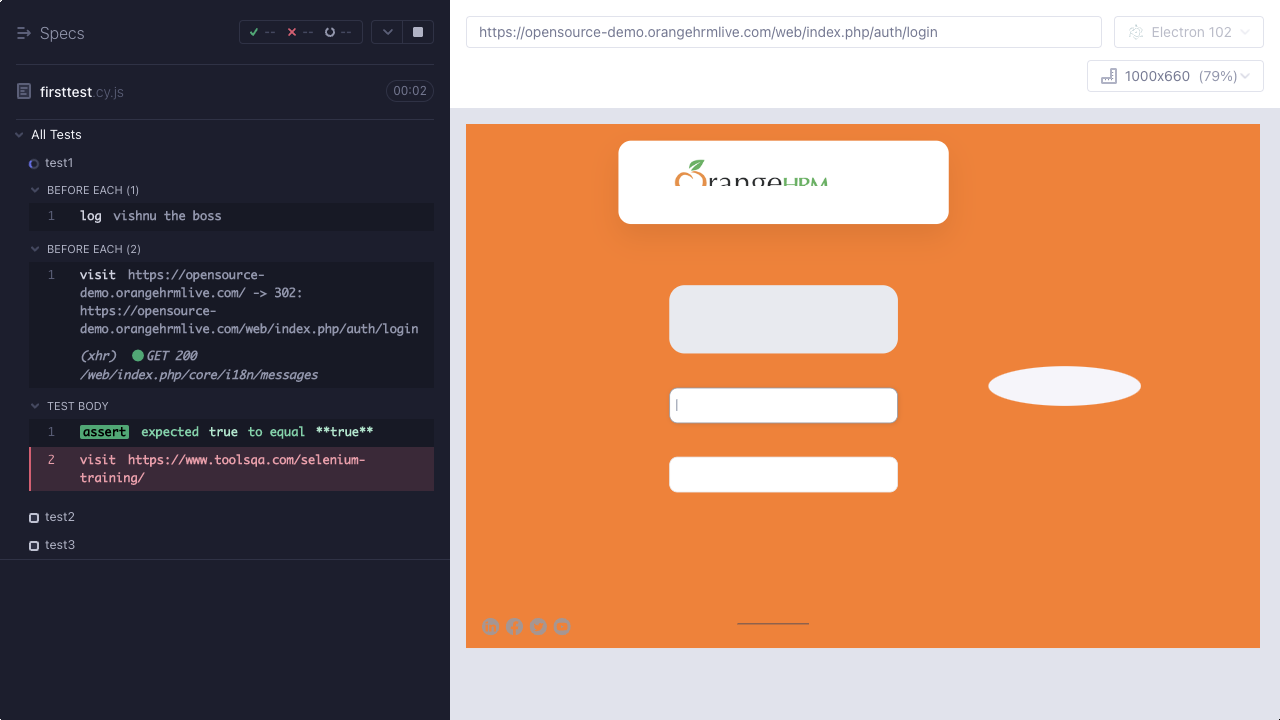 Specs
-- -- --
firsttest.cy.js 00:02
All Tests
test1
BEFORE EACH (1)
1 log vishnu the boss
BEFORE EACH (2)
1 visit https://opensource-
demo.orangehrmlive.com/ -> 302:
https://opensource-
demo.orangehrmlive.com/web/index.php/auth/login
(xhr) GET 200
/web/index.php/core/i18n/messages
TEST BODY
1 assert expected true to equal **true**
2 visit https://www.toolsqa.com/selenium-
training/
test2
test3
https://opensource-demo.orangehrmlive.com/web/index.php/auth/login
Electron 102
1000x660 (79%)
OrangeHRM